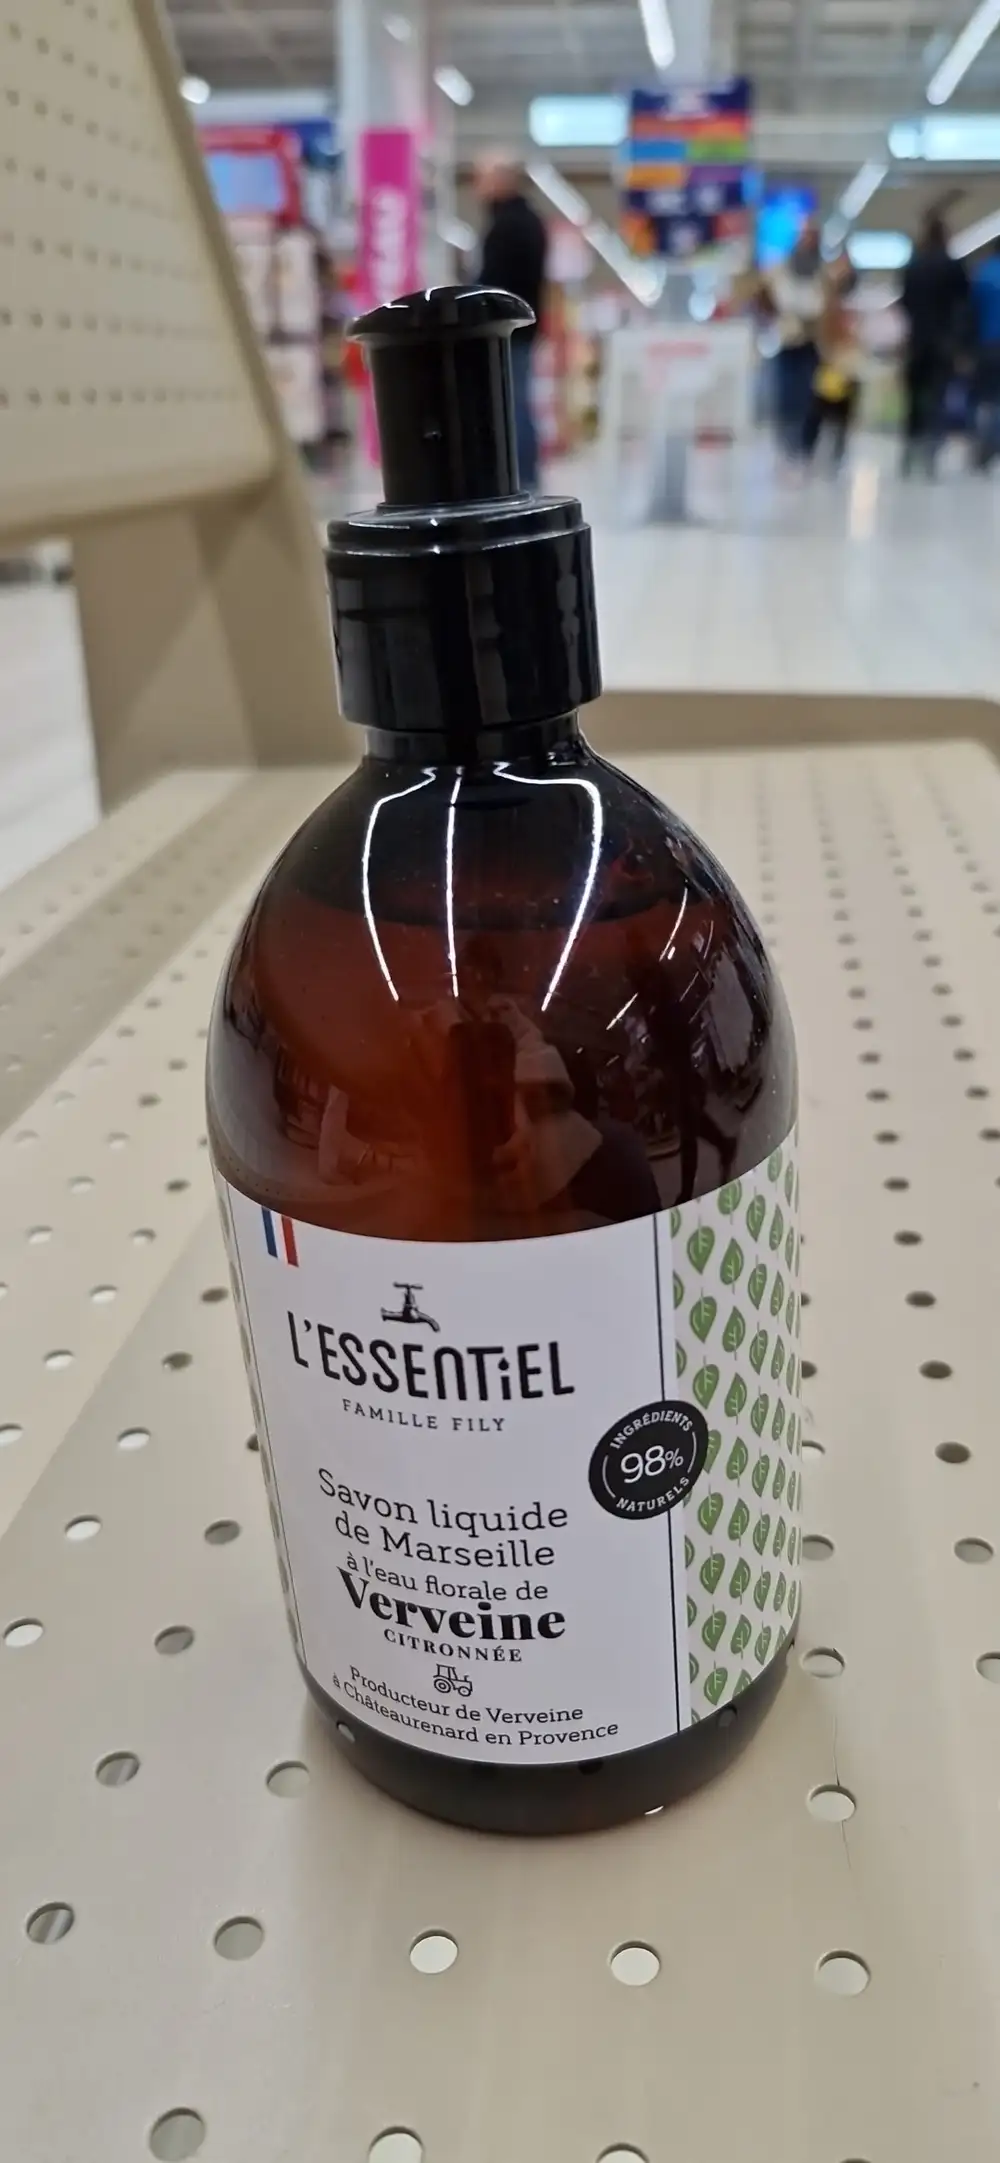 L'ESSENTiEL
FAMILLE FILY
INGRÉDIENTS
98%
NATURELS
Savon liquide
de Marseille
à l'eau florale de
Verveine
CITRONNÉE
Producteur de Verveine
à Châteaurenard en Provence